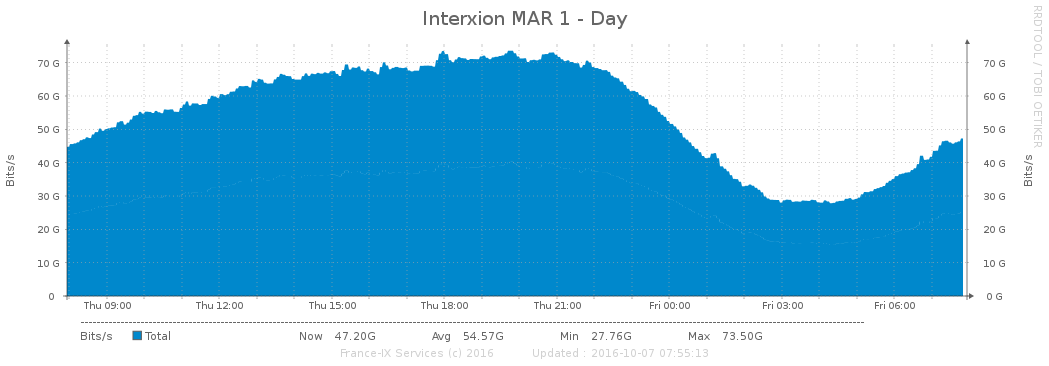 Interxion MAR 1 - Day
RRDTOOL / TOBI OETIKER
Bits/s
70 G 70 G
60 G 60 G
50 G 50 G
40 G 40 G
30 G 30 G
20 G 20 G
10 G 10 G
0 0 G
Bits/s
Thu 09:00 Thu 12:00 Thu 15:00 Thu 18:00 Thu 21:00 Fri 00:00 Fri 03:00 Fri 06:00
Bits/s Total Now 47.20G Avg 54.57G Min 27.76G Max 73.50G
France-IX Services (c) 2016 Updated : 2016-10-07 07:55:13